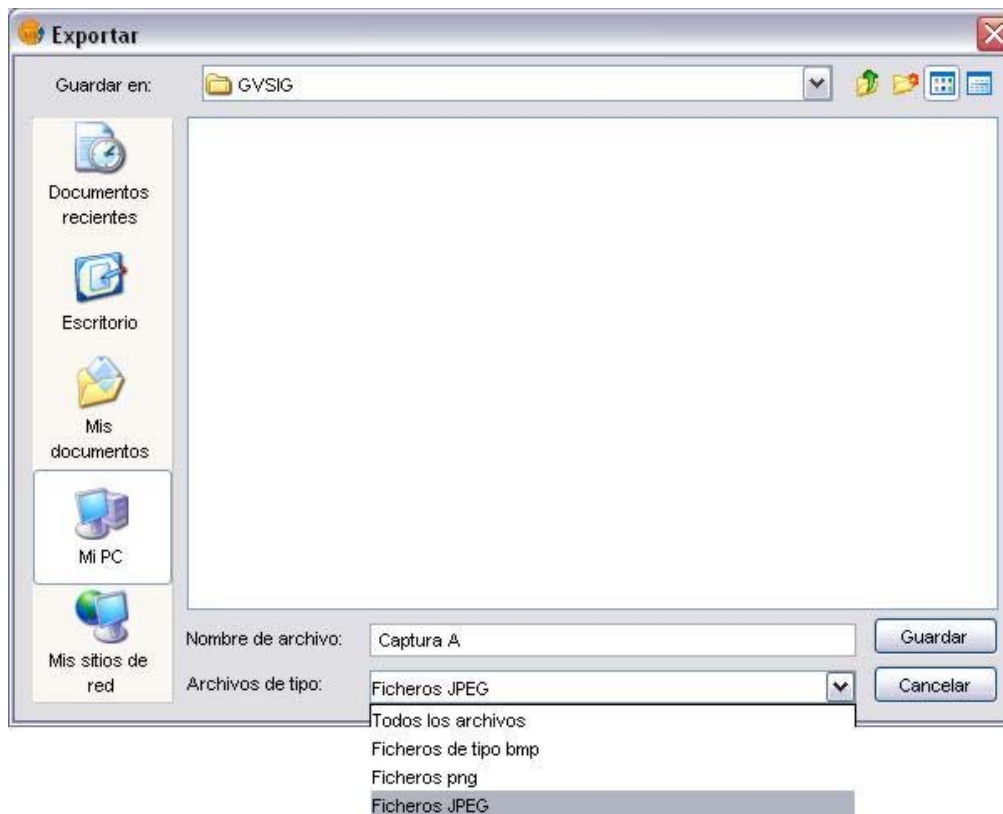 Exportar
Guardar en:
GVSIG
Documentos
recientes
Escritorio
Mis
documentos
Mi PC
Mis sitios de
red
Nombre de archivo:
Captura A
Guardar
Archivos de tipo:
Ficheros JPEG
Cancelar
Todos los archivos
Ficheros de tipo bmp
Ficheros png
Ficheros JPEG